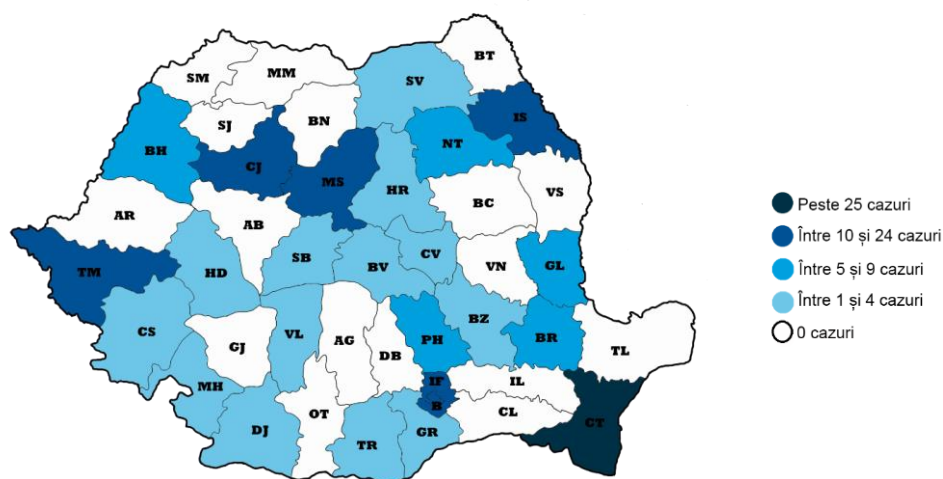 BT
SM
MM
SV
IS
SJ
BN
NT
BH
CJ
MS
HR
BC
VS
AR
AB
TM
HD
SB
BV
CV
VN
GL
CS
GJ
VL
AG
DB
PH
BZ
BR
TL
MH
IF
IL
B
CL
CT
OT
DJ
TR
GR
Peste 25 cazuri
Între 10 și 24 cazuri
Între 5 și 9 cazuri
Între 1 și 4 cazuri
0 cazuri